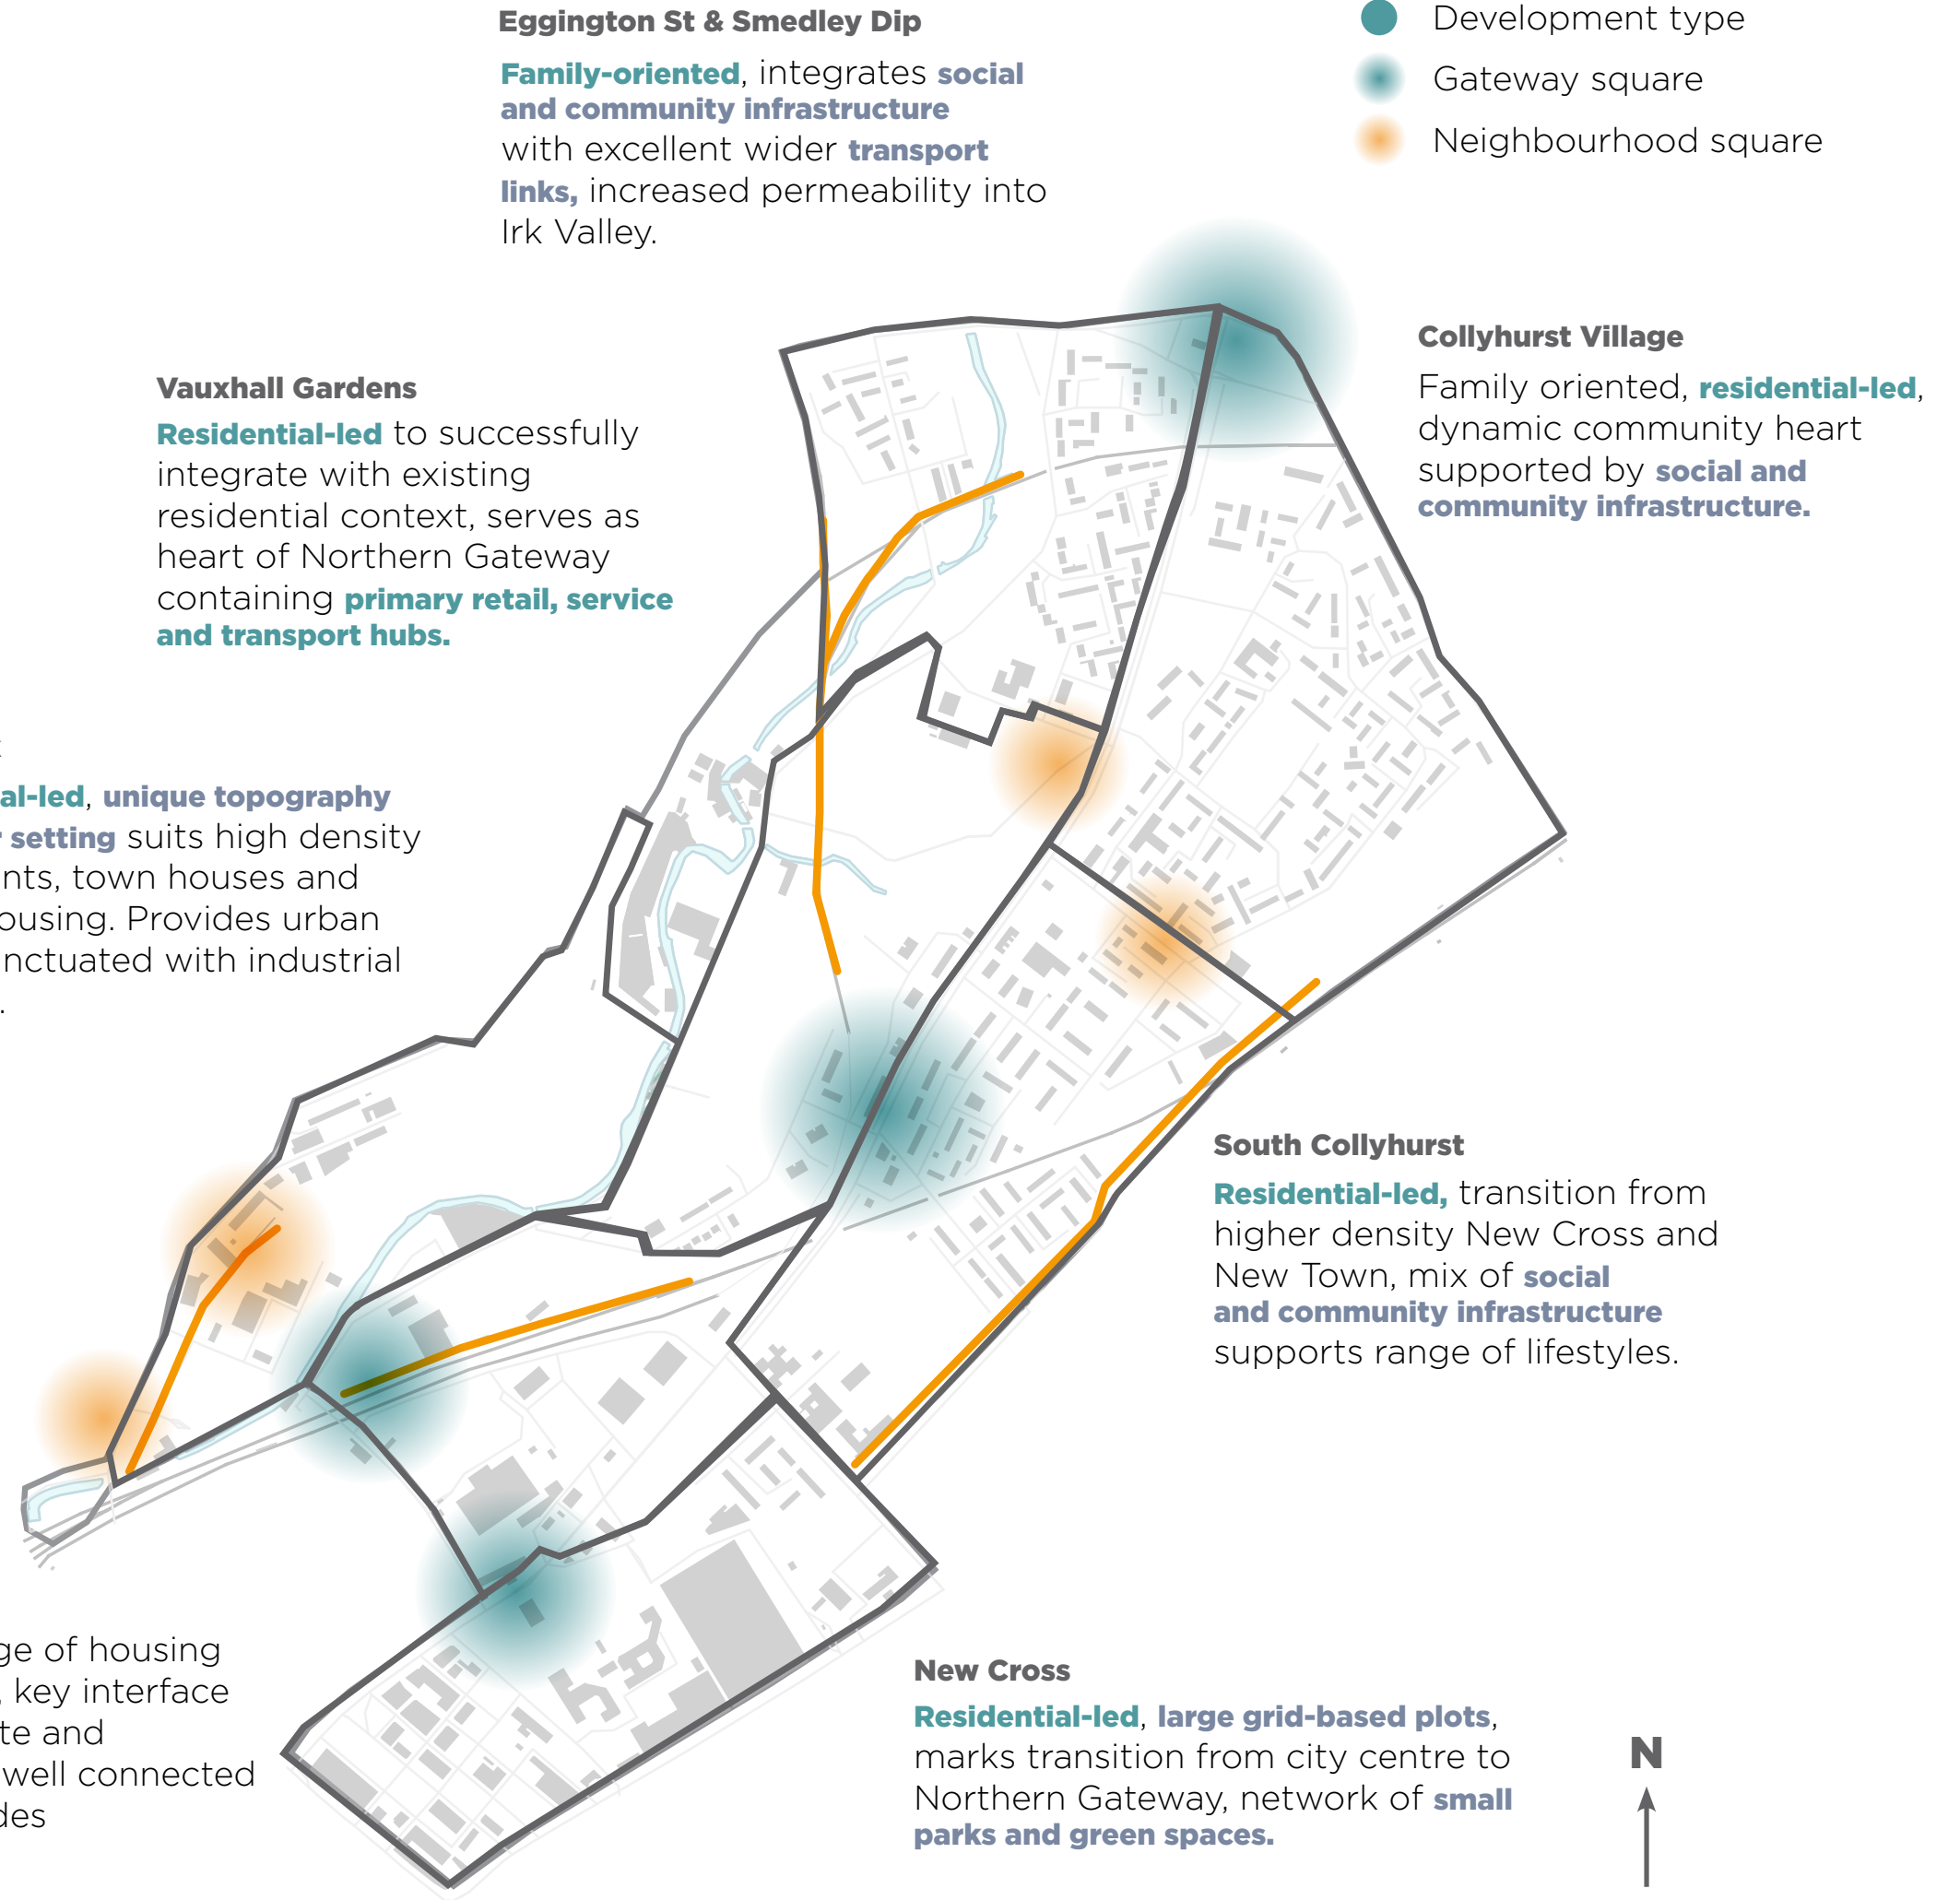 Eggington St & Smedley Dip
Family-oriented, integrates social
and community infrastructure
with excellent wider transport
links, increased permeability into
Irk Valley.
Development type
Gateway square
Neighbourhood square
Collyhurst Village
Family oriented, residential-led,
dynamic community heart
supported by social and
community infrastructure.
Vauxhall Gardens
Residential-led to successfully
integrate with existing
residential context, serves as
heart of Northern Gateway
containing primary retail, service
and transport hubs.
al-led, unique topography
r setting suits high density
nts, town houses and
ousing. Provides urban
nctuated with industrial
.
South Collyhurst
Residential-led, transition from
higher density New Cross and
New Town, mix of social
and community infrastructure
supports range of lifestyles.
ge of housing
, key interface
te and
well connected
des
New Cross
Residential-led, large grid-based plots,
marks transition from city centre to
Northern Gateway, network of small
parks and green spaces.
N